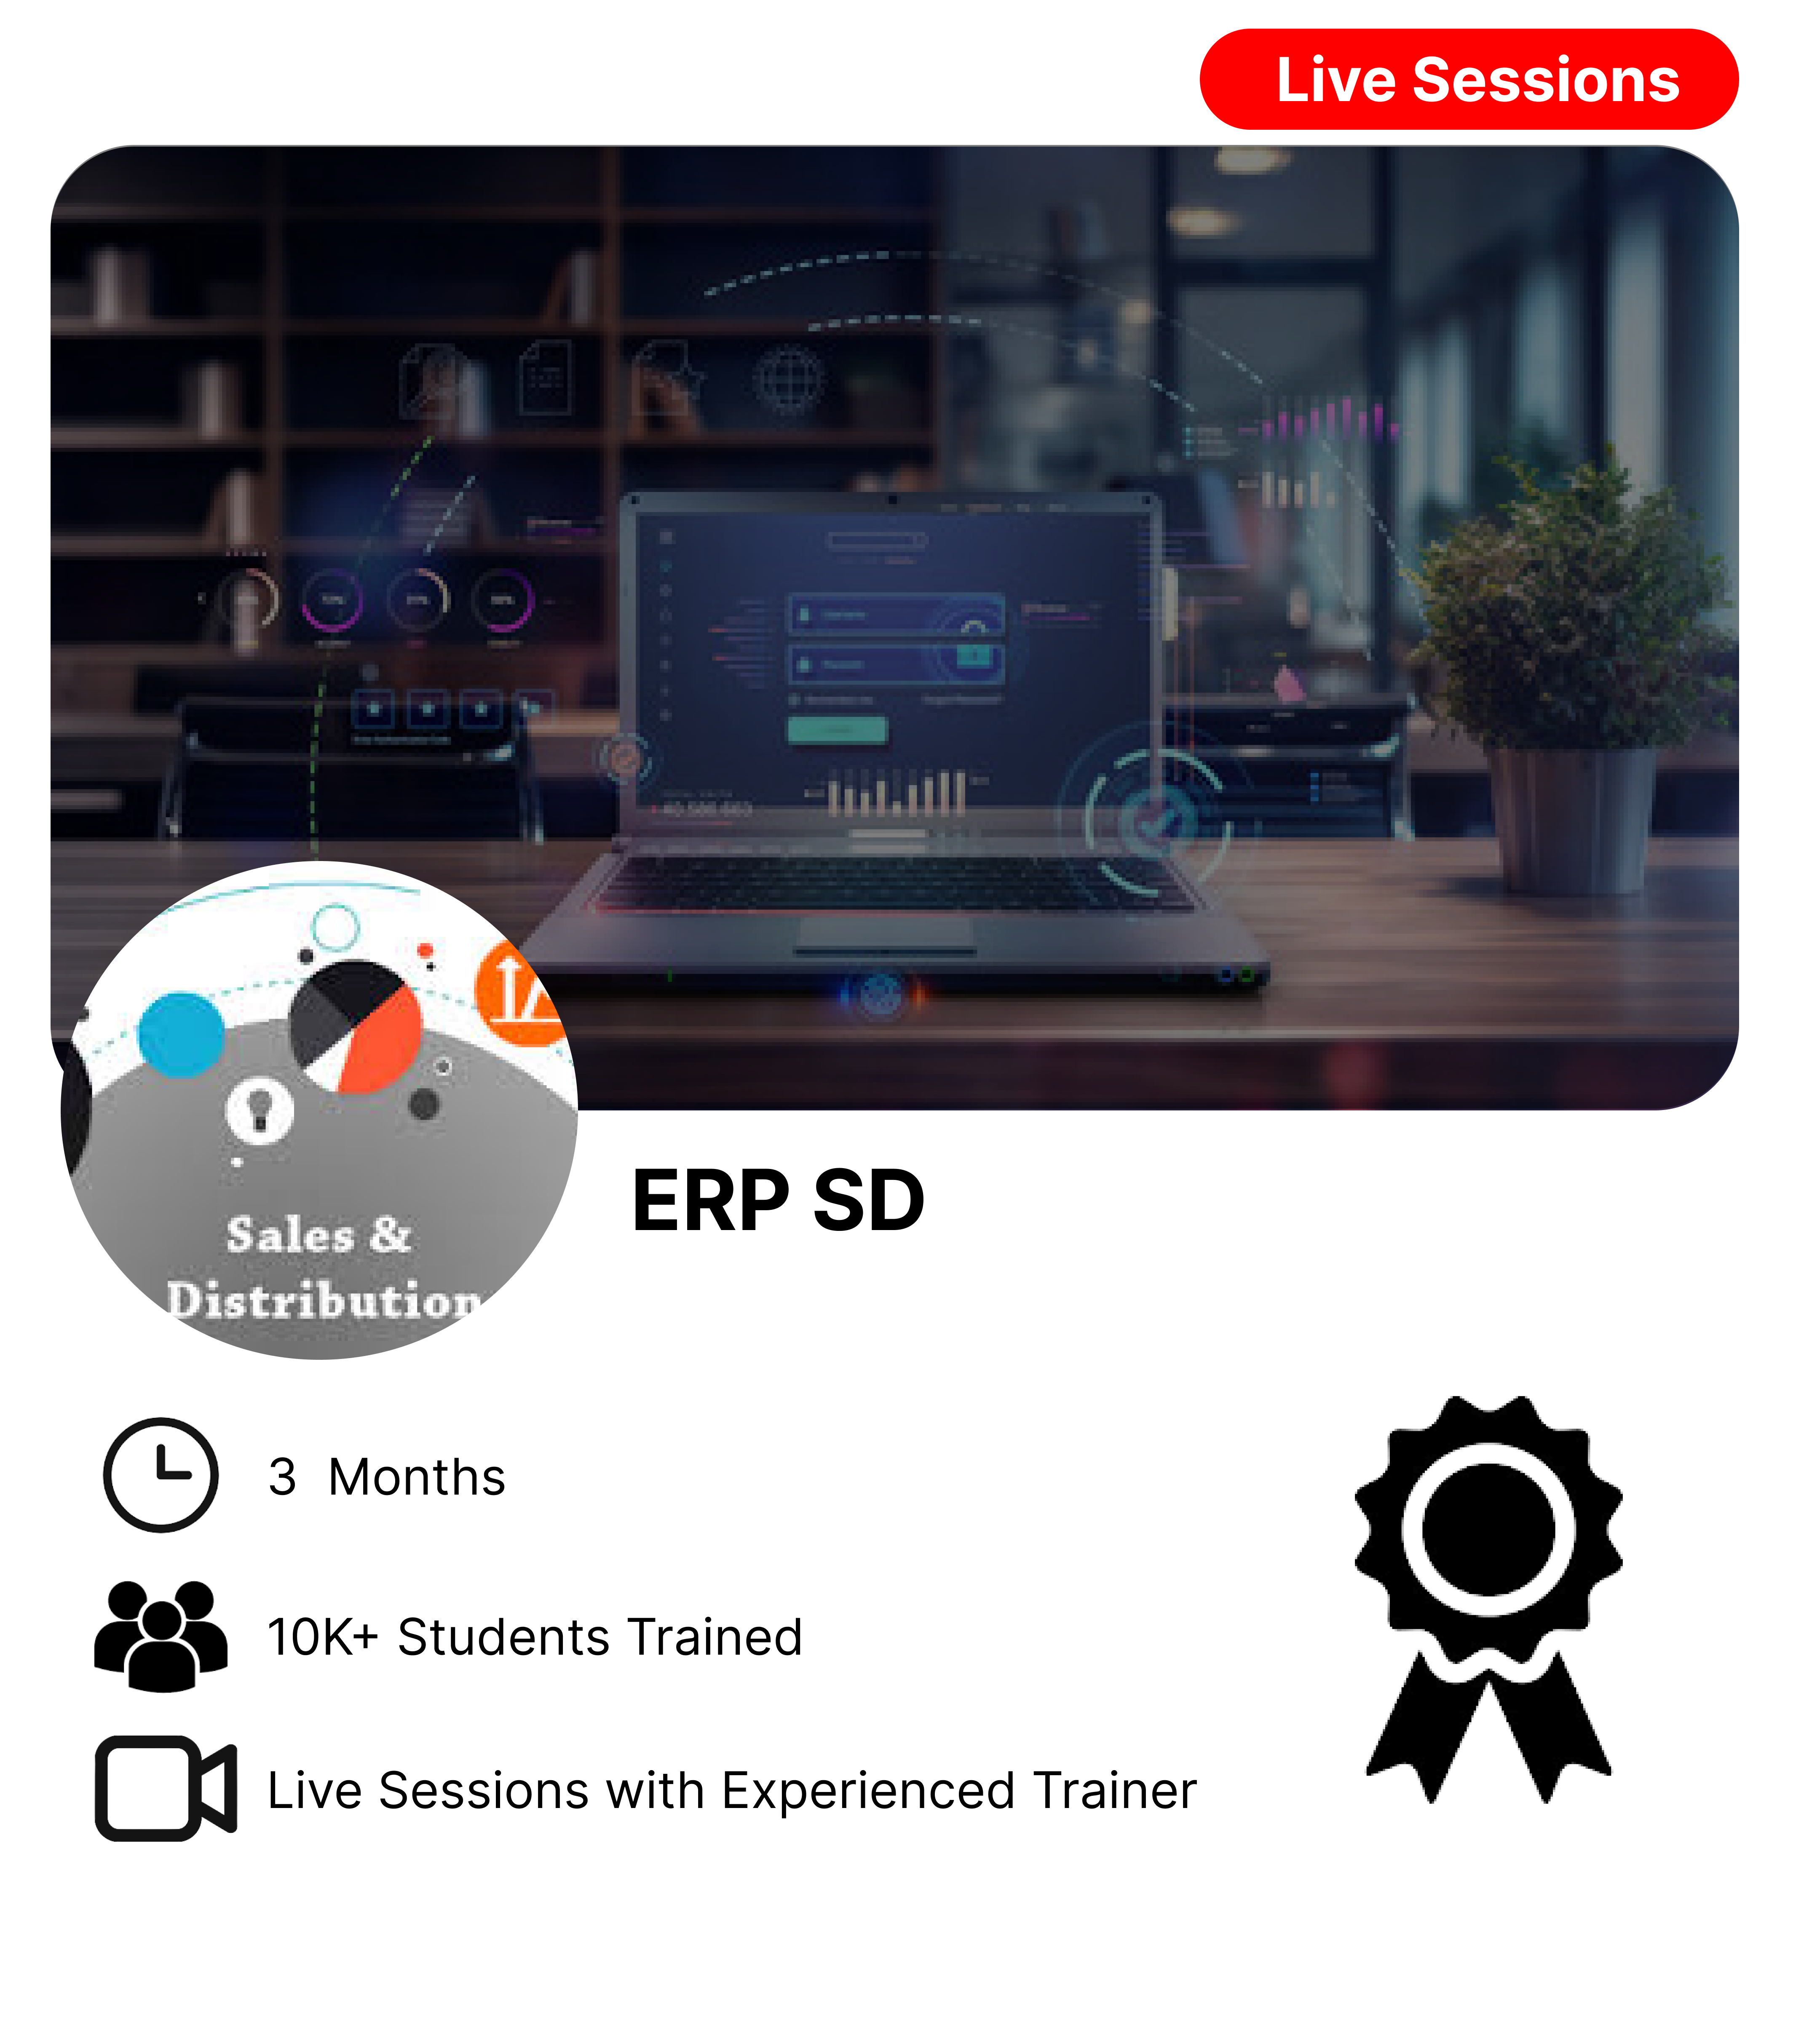 Live Sessions
ERP SD
Sales &
Distribution
3 Months
10K+ Students Trained
Live Sessions with Experienced Trainer